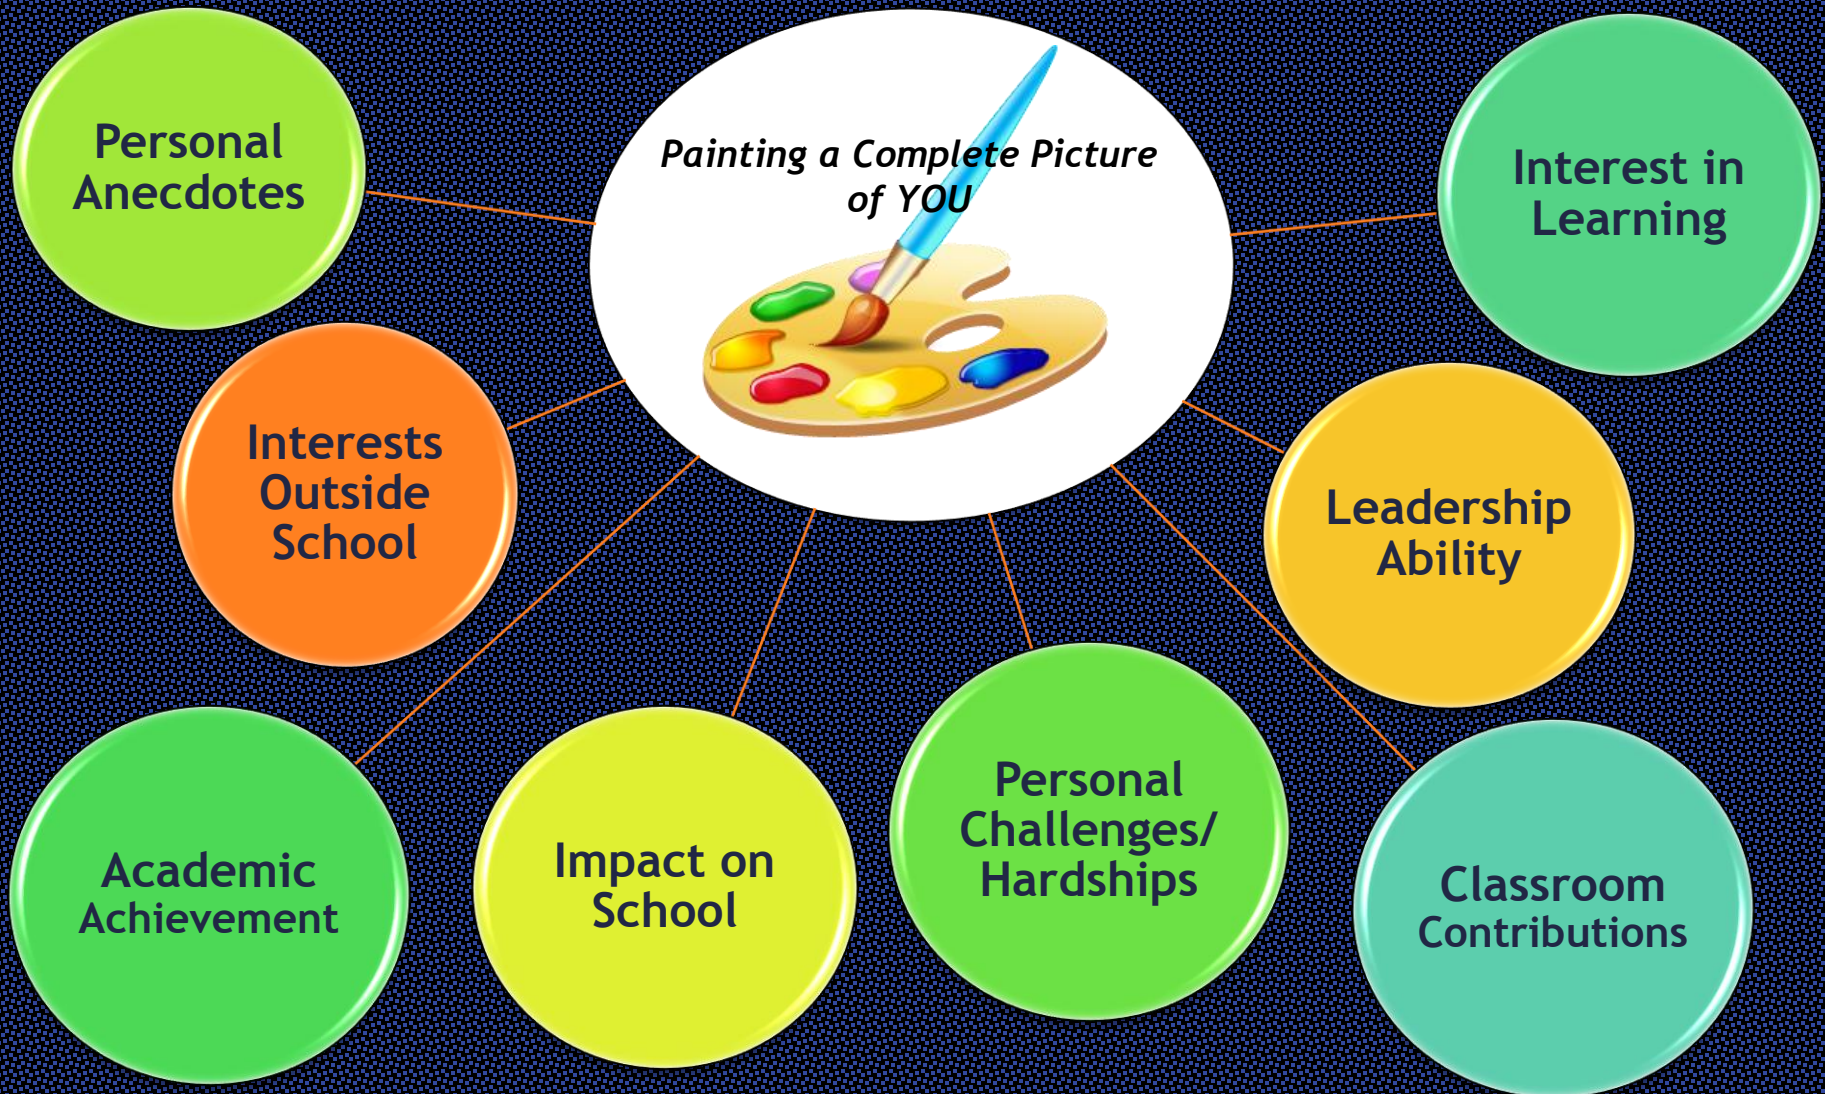 Painting a Complete Picture
of YOU
Personal
Anecdotes
Interest in
Learning
Interests
Outside
School
Leadership
Ability
Academic
Achievement
Impact on
School
Personal
Challenges/
Hardships
Classroom
Contributions